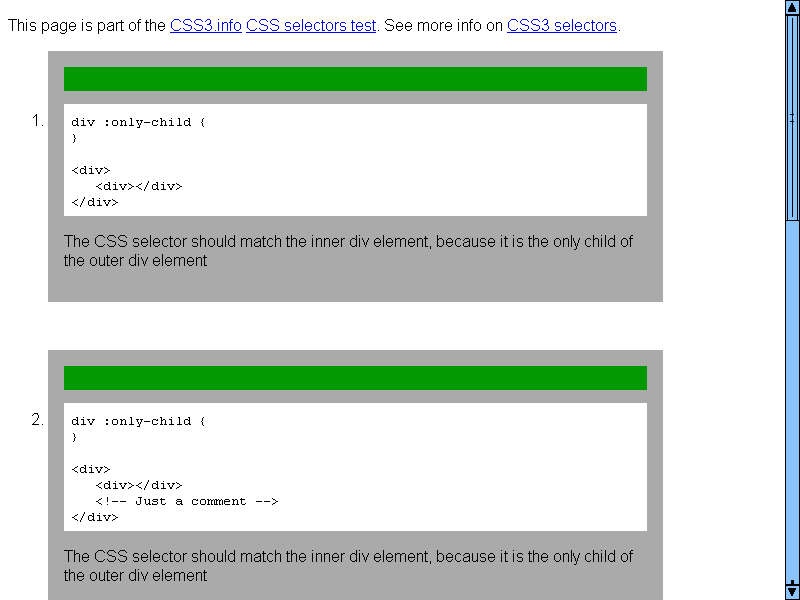 This page is part of the CSS3.info CSS selectors test. See more info on CSS3 selectors.
1.
div :only-child {
}
<div>
   <div></div>
</div>
The CSS selector should match the inner div element, because it is the only child of
the outer div element
2.
div :only-child {
}
<div>
   <div></div>
   <!-- Just a comment -->
</div>
The CSS selector should match the inner div element, because it is the only child of
the outer div element